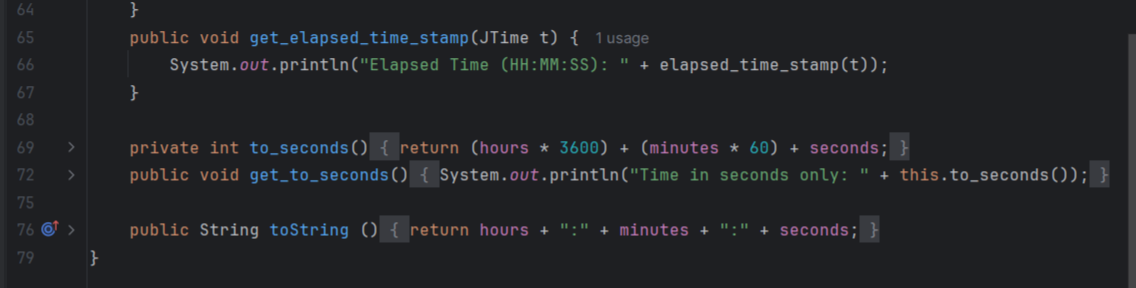 64 }
65 public void get_elapsed_time_stamp(JTime t) { 1 usage
66 System.out.println("Elapsed Time (HH:MM:SS): " + elapsed_time_stamp(t));
67 }
68
69 private int to_seconds() { return (hours * 3600) + (minutes * 60) + seconds; }
72 public void get_to_seconds() { System.out.println("Time in seconds only: " + this.to_seconds()); }
75
76 public String toString () { return hours + ":" + minutes + ":" + seconds; }
79 }